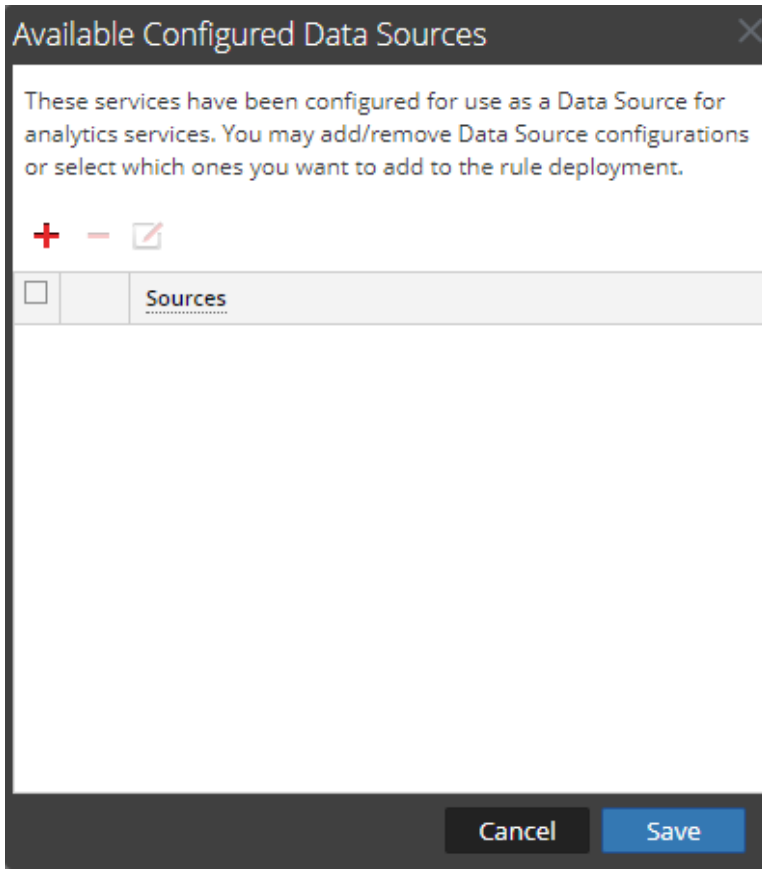 Available Configured Data Sources
These services have been configured for use as a Data Source for
analytics services. You may add/remove Data Source configurations
or select which ones you want to add to the rule deployment.
Sources
Cancel Save